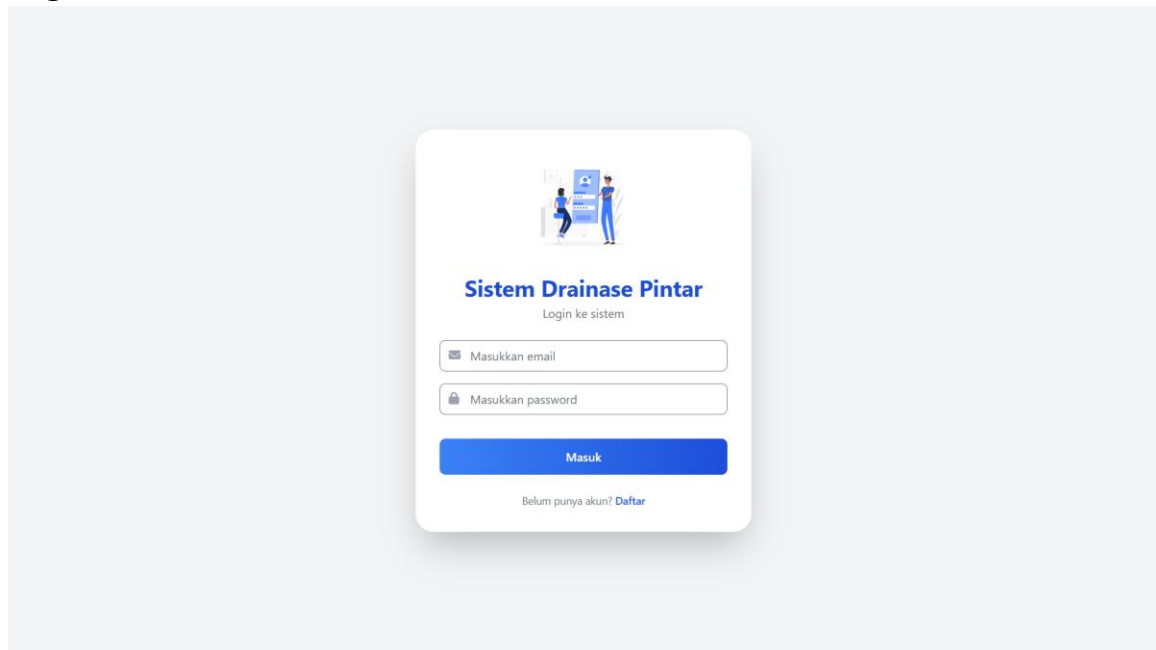 Sistem Drainase Pintar
Login ke sistem
Masukkan email
Masukkan password
Masuk
Belum punya akun? Daftar